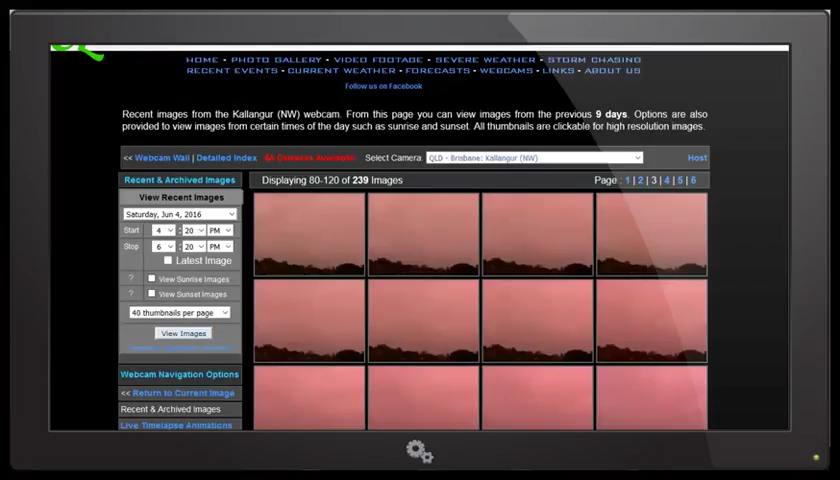 HOME - PHOTO GALLERY - VIDEO FOOTAGE - SEVERE WEATHER - STORM CHASING
RECENT EVENTS - CURRENT WEATHER - FORECASTS - WEBCAMS - LINKS - ABOUT US
Follow us on Facebook
Recent images from the Kallangur (NW) webcam. From this page you can view images from the previous 9 days. Options are also
provided to view images from certain times of the day such as sunrise and sunset. All thumbnails are clickable for high resolution images.
<< Webcam Wall | Detailed Index
Cameras Available
Select Camera: QLD - Brisbane: Kallangur (NW)
Host
Recent & Archived Images
Displaying 80-120 of 239 Images
Page : 1 | 2 | 3 | 4 | 5 | 6
View Recent Images
Saturday, Jun 4, 2016
Start 4 : 20 PM
Stop 6 : 20 PM
Latest Image
? View Sunrise Images
? View Sunset Images
40 thumbnails per page
View Images
Webcam Navigation Options
<< Return to Current Image
Recent & Archived Images
Live Timelapse Animations